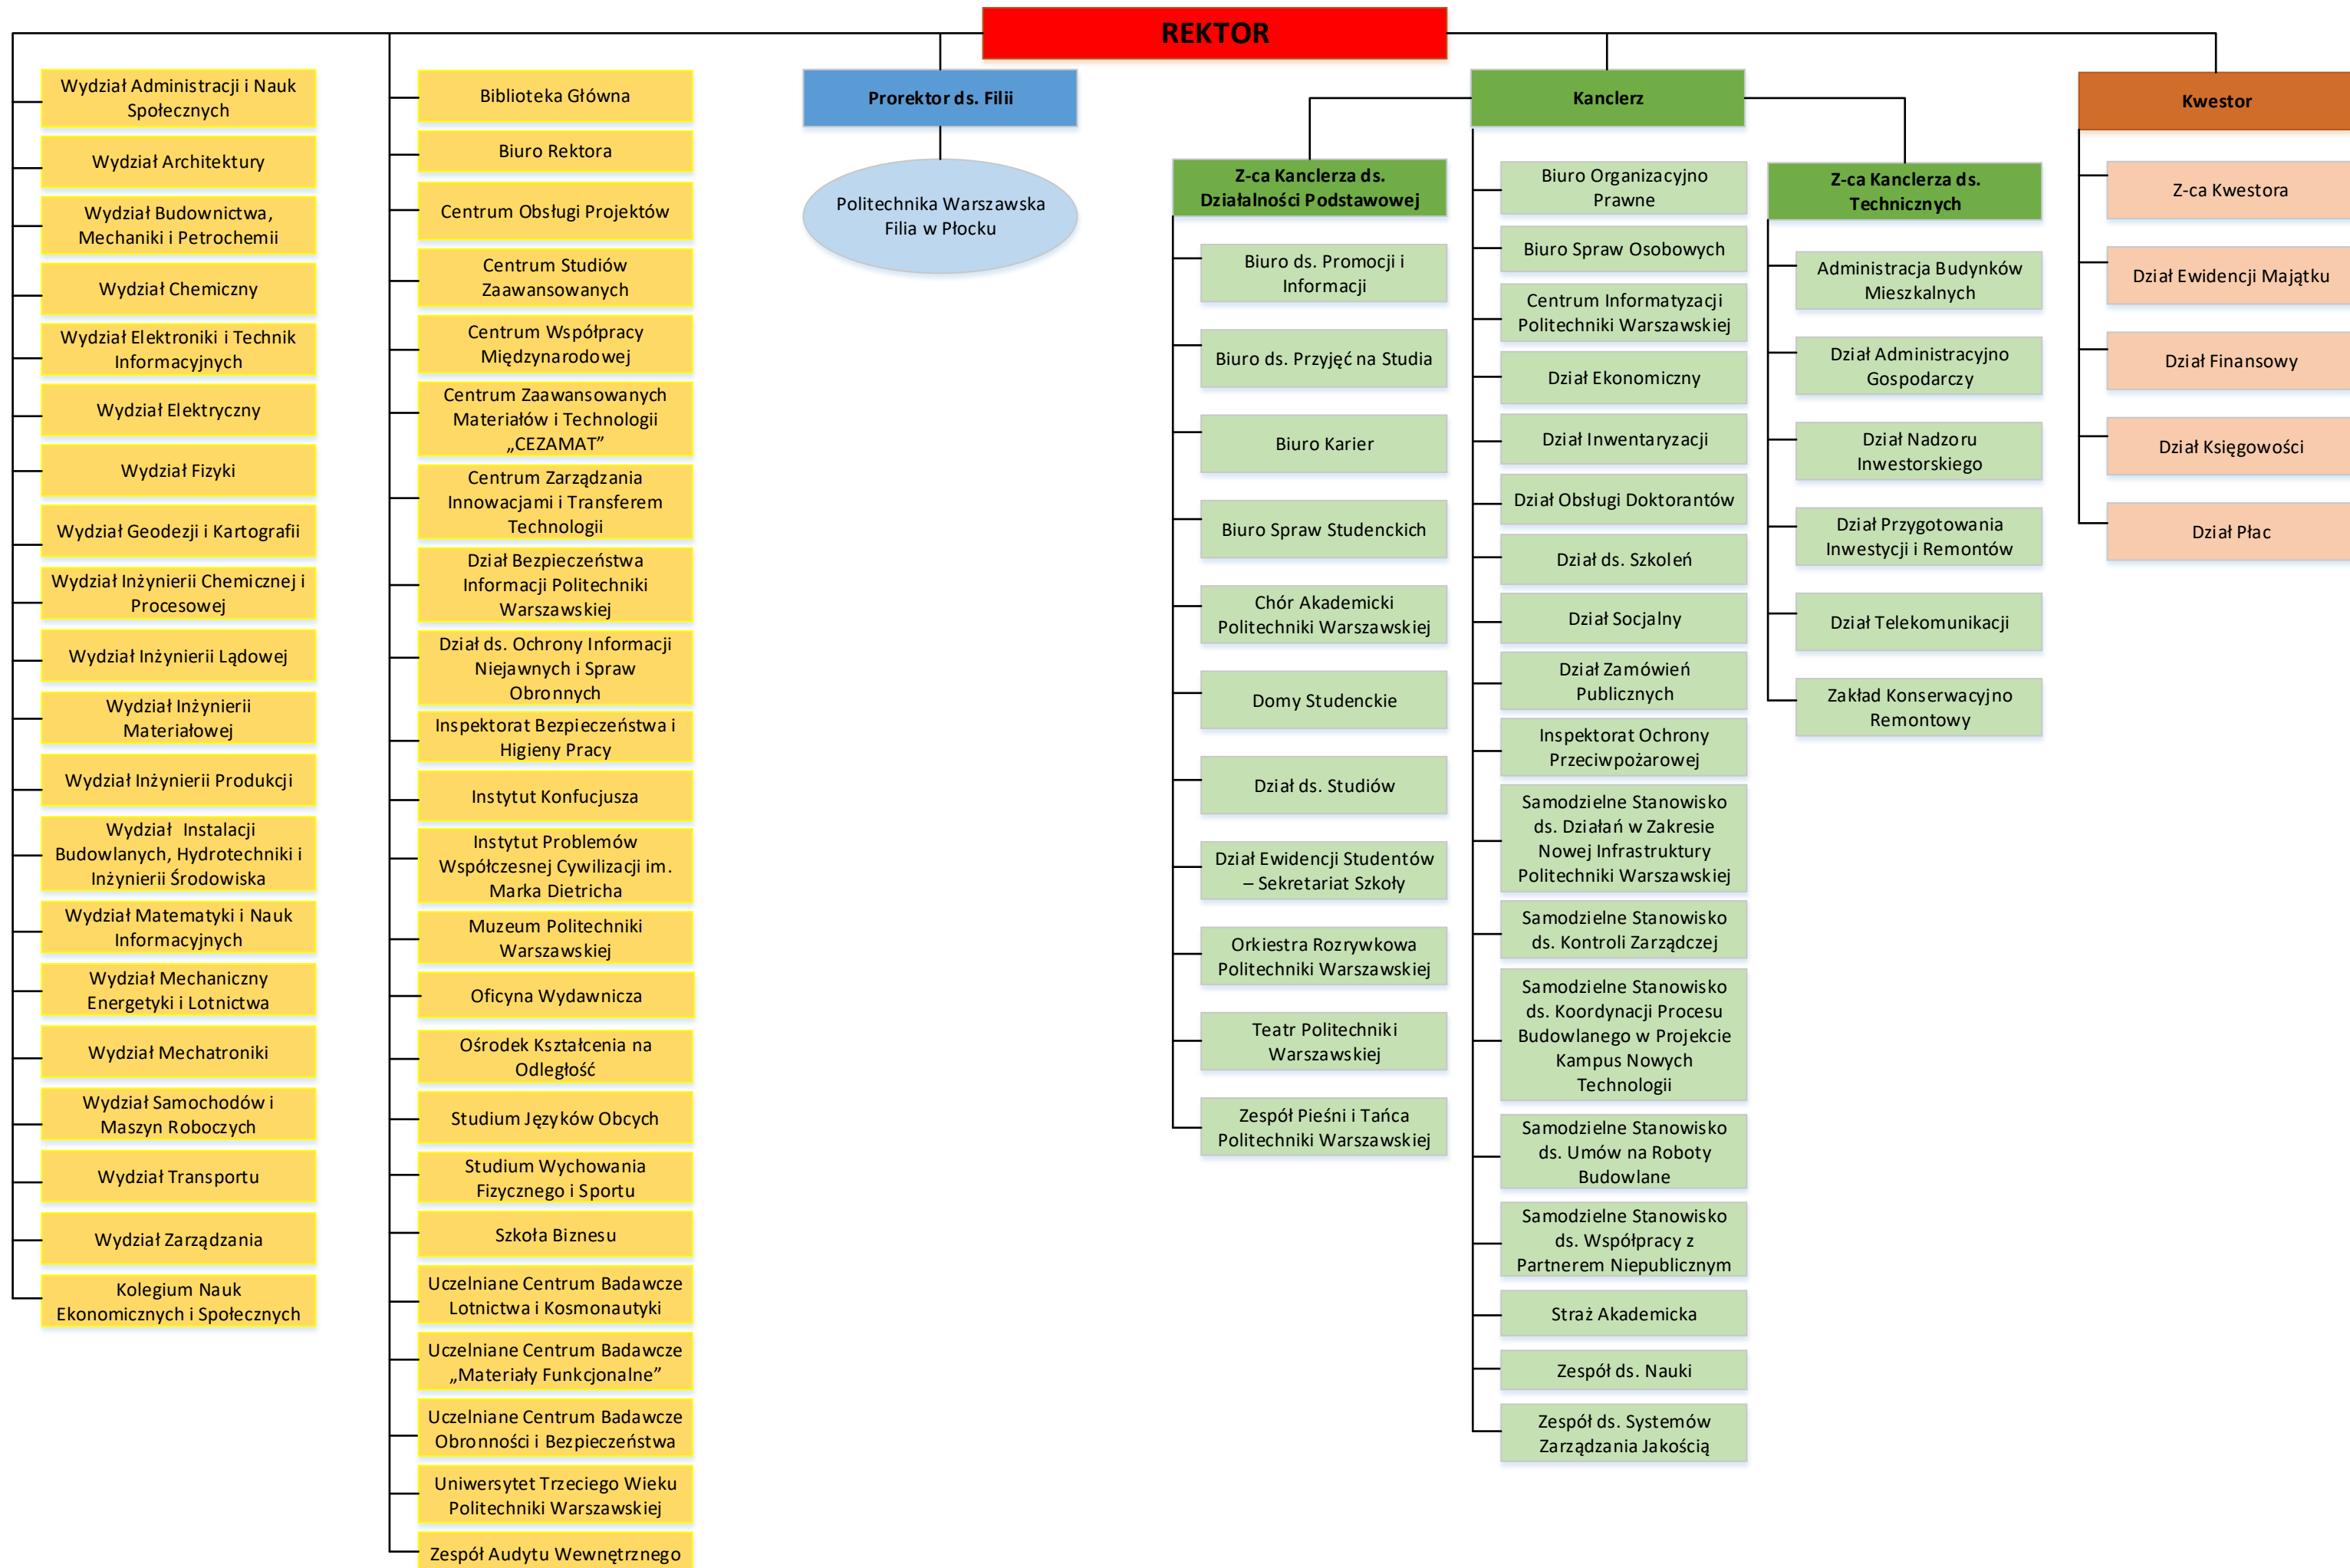 REKTOR
Wydział Administracji i Nauk
Społecznych
Wydział Architektury
Wydział Budownictwa,
Mechaniki i Petrochemii
Wydział Chemiczny
Wydział Elektroniki i Technik
Informacyjnych
Wydział Elektryczny
Wydział Fizyki
Wydział Geodezji i Kartografii
Wydział Inżynierii Chemicznej i
Procesowej
Wydział Inżynierii Lądowej
Wydział Inżynierii
Materiałowej
Wydział Inżynierii Produkcji
Wydział Instalacji
Budowlanych, Hydrotechniki i
Inżynierii Środowiska
Wydział Matematyki i Nauk
Informacyjnych
Wydział Mechaniczny
Energetyki i Lotnictwa
Wydział Mechatroniki
Wydział Samochodów i
Maszyn Roboczych
Wydział Transportu
Wydział Zarządzania
Kolegium Nauk
Ekonomicznych i Społecznych
Biblioteka Główna
Biuro Rektora
Centrum Obsługi Projektów
Centrum Studiów
Zaawansowanych
Centrum Współpracy
Międzynarodowej
Centrum Zaawansowanych
Materiałów i Technologii
„CEZAMAT”
Centrum Zarządzania
Innowacjami i Transferem
Technologii
Dział Bezpieczeństwa
Informacji Politechniki
Warszawskiej
Dział ds. Ochrony Informacji
Niejawnych i Spraw
Obronnych
Inspektorat Bezpieczeństwa i
Higieny Pracy
Instytut Konfucjusza
Instytut Problemów
Współczesnej Cywilizacji im.
Marka Dietricha
Muzeum Politechniki
Warszawskiej
Oficyna Wydawnicza
Ośrodek Kształcenia na
Odległość
Studium Języków Obcych
Studium Wychowania
Fizycznego i Sportu
Szkoła Biznesu
Uczelniane Centrum Badawcze
Lotnictwa i Kosmonautyki
Uczelniane Centrum Badawcze
„Materiały Funkcjonalne”
Uczelniane Centrum Badawcze
Obronności i Bezpieczeństwa
Uniwersytet Trzeciego Wieku
Politechniki Warszawskiej
Zespół Audytu Wewnętrznego
Prorektor ds. Filii
Politechnika Warszawska
Filia w Płocku
Kanclerz
Z-ca Kanclerza ds.
Działalności Podstawowej
Biuro ds. Promocji i
Informacji
Biuro ds. Przyjęć na Studia
Biuro Karier
Biuro Spraw Studenckich
Chór Akademicki
Politechniki Warszawskiej
Domy Studenckie
Dział ds. Studiów
Dział Ewidencji Studentów
– Sekretariat Szkoły
Orkiestra Rozrywkowa
Politechniki Warszawskiej
Teatr Politechniki
Warszawskiej
Zespół Pieśni i Tańca
Politechniki Warszawskiej
Biuro Organizacyjno
Prawne
Biuro Spraw Osobowych
Centrum Informatyzacji
Politechniki Warszawskiej
Dział Ekonomiczny
Dział Inwentaryzacji
Dział Obsługi Doktorantów
Dział ds. Szkoleń
Dział Socjalny
Dział Zamówień
Publicznych
Inspektorat Ochrony
Przeciwpożarowej
Samodzielne Stanowisko
ds. Działań w Zakresie
Nowej Infrastruktury
Politechniki Warszawskiej
Samodzielne Stanowisko
ds. Kontroli Zarządczej
Samodzielne Stanowisko
ds. Koordynacji Procesu
Budowlanego w Projekcie
Kampus Nowych
Technologii
Samodzielne Stanowisko
ds. Umów na Roboty
Budowlane
Samodzielne Stanowisko
ds. Współpracy z
Partnerem Niepublicznym
Straż Akademicka
Zespół ds. Nauki
Zespół ds. Systemów
Zarządzania Jakością
Z-ca Kanclerza ds.
Technicznych
Administracja Budynków
Mieszkalnych
Dział Administracyjno
Gospodarczy
Dział Nadzoru
Inwestorskiego
Dział Przygotowania
Inwestycji i Remontów
Dział Telekomunikacji
Zakład Konserwacyjno
Remontowy
Kwestor
Z-ca Kwestora
Dział Ewidencji Majątku
Dział Finansowy
Dział Księgowości
Dział Płac